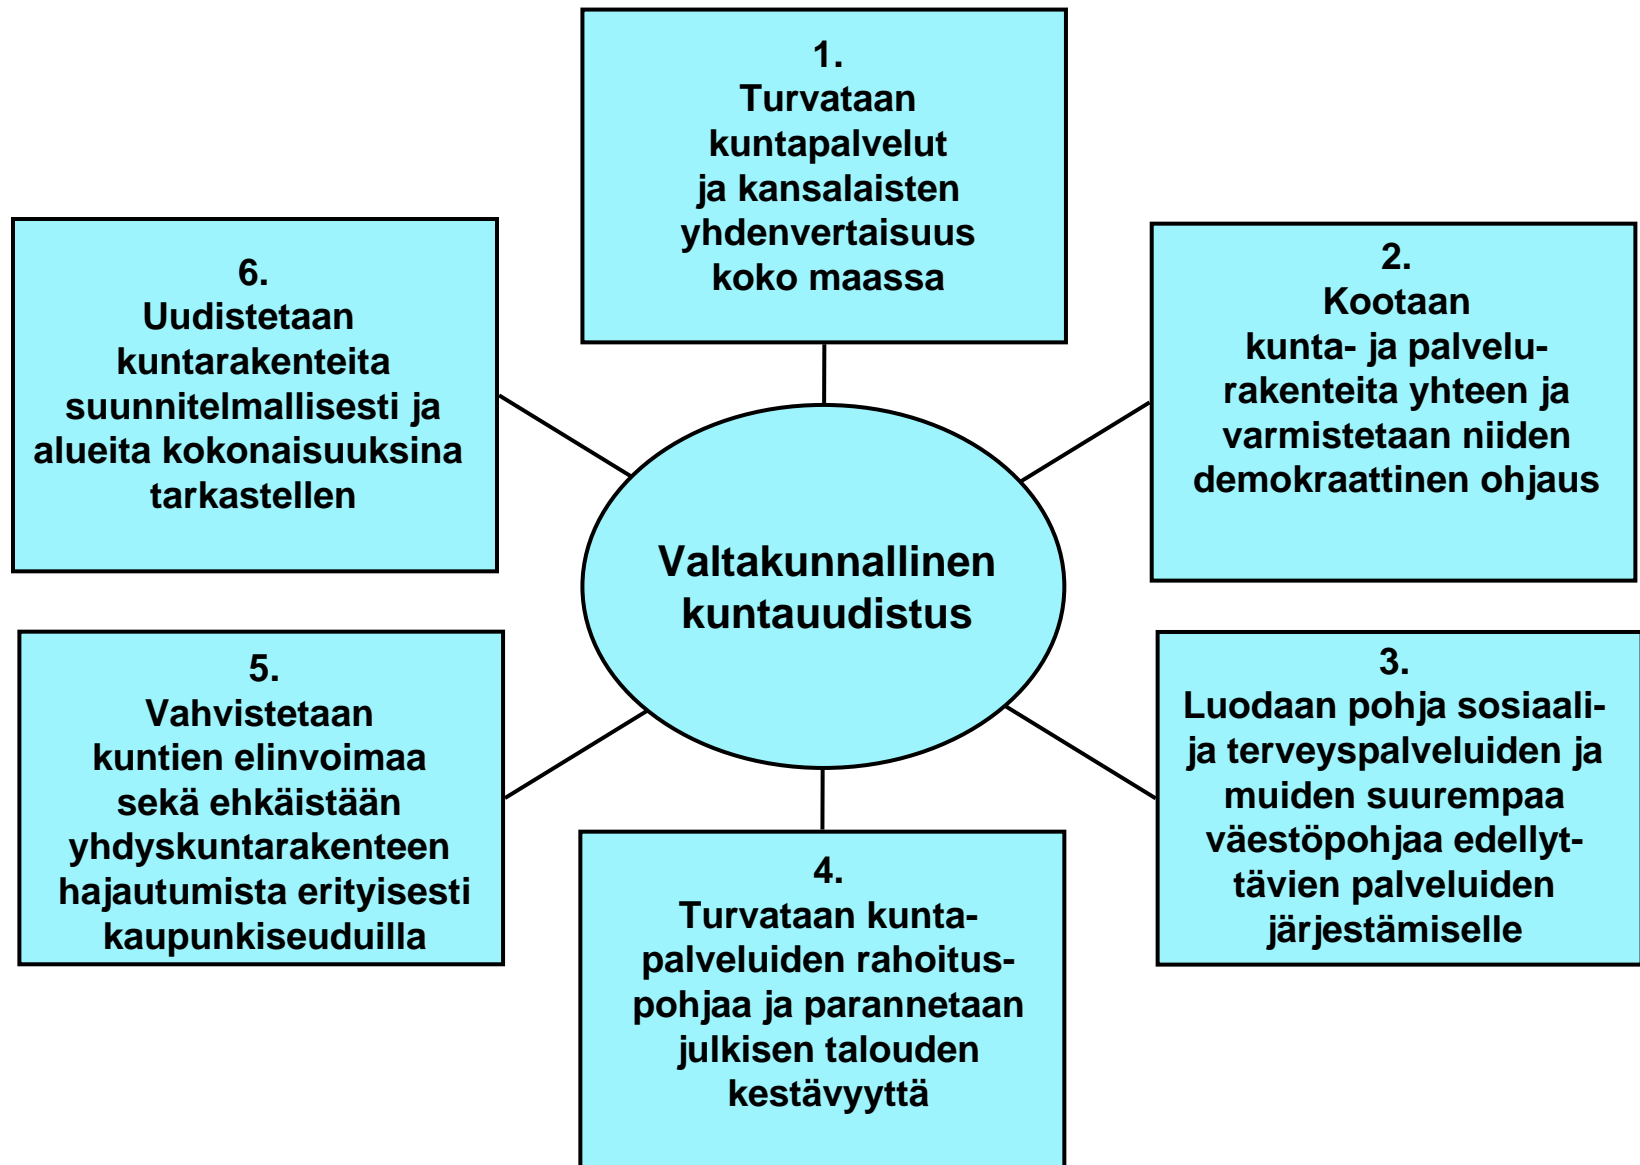 1.
Turvataan
kuntapalvelut
ja kansalaisten
yhdenvertaisuus
koko maassa
2.
Kootaan
kunta- ja palvelu-
rakenteita yhteen ja
varmistetaan niiden
demokraattinen ohjaus
3.
Luodaan pohja sosiaali-
ja terveyspalveluiden ja
muiden suurempaa
väestöpohjaa edellyt-
tävien palveluiden
järjestämiselle
4.
Turvataan kunta-
palveluiden rahoitus-
pohjaa ja parannetaan
julkisen talouden
kestävyyttä
5.
Vahvistetaan
kuntien elinvoimaa
sekä ehkäistään
yhdyskuntarakenteen
hajautumista erityisesti
kaupunkiseuduilla
6.
Uudistetaan
kuntarakenteita
suunnitelmallisesti ja
alueita kokonaisuuksina
tarkastellen
Valtakunnallinen
kuntauudistus